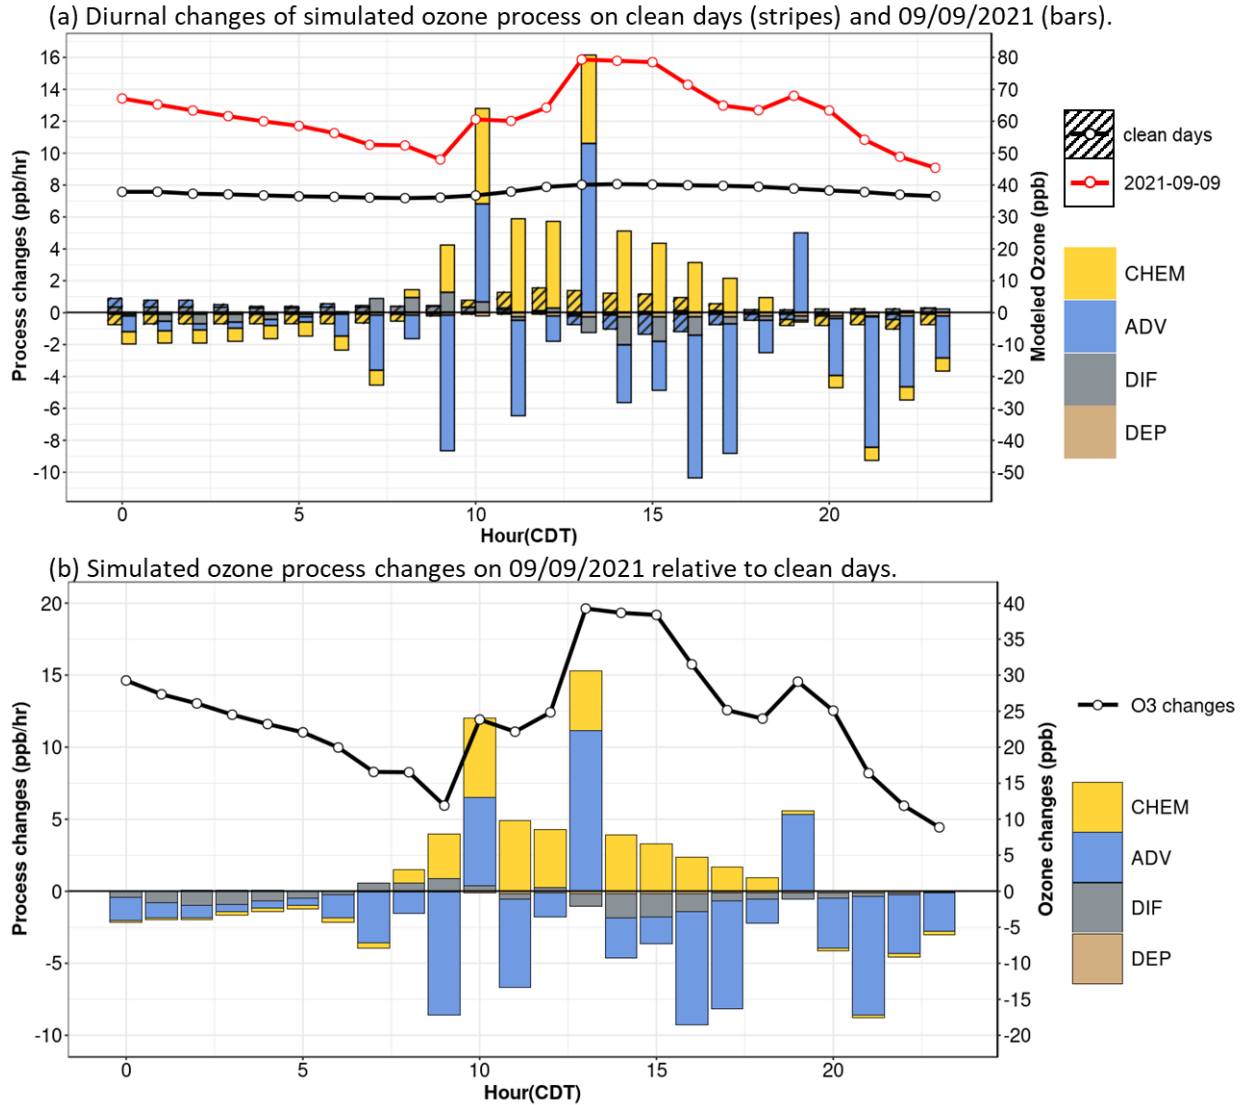 (a) Diurnal changes of simulated ozone process on clean days (stripes) and 09/09/2021 (bars).
16
14
12
10
8
6
4
2
0
-2
-4
-6
-8
-10
Process changes (ppb/hr)
80
70
60
50
40
30
20
10
0
-10
-20
-30
-40
-50
Modeled Ozone (ppb)
0 5 10 15 20
Hour(CDT)
clean days
2021-09-09
CHEM
ADV
DIF
DEP
(b) Simulated ozone process changes on 09/09/2021 relative to clean days.
20
15
10
5
0
-5
-10
Process changes (ppb/hr)
40
35
30
25
20
15
10
5
0
-5
-10
-15
-20
Ozone changes (ppb)
0 5 10 15 20
Hour(CDT)
O3 changes
CHEM
ADV
DIF
DEP